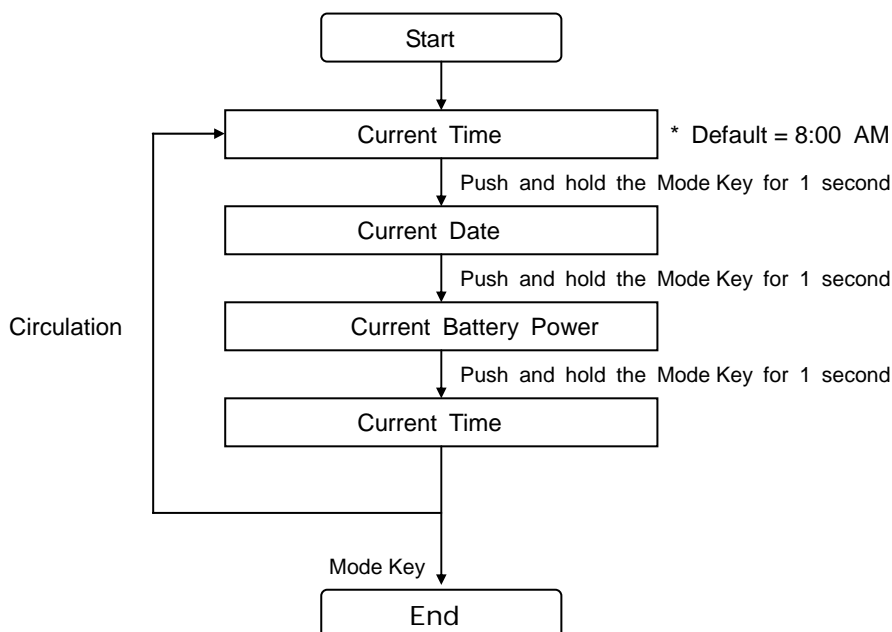 Start
Current Time
* Default = 8:00 AM
Push and hold the Mode Key for 1 second
Current Date
Push and hold the Mode Key for 1 second
Circulation
Current Battery Power
Push and hold the Mode Key for 1 second
Current Time
Mode Key
End